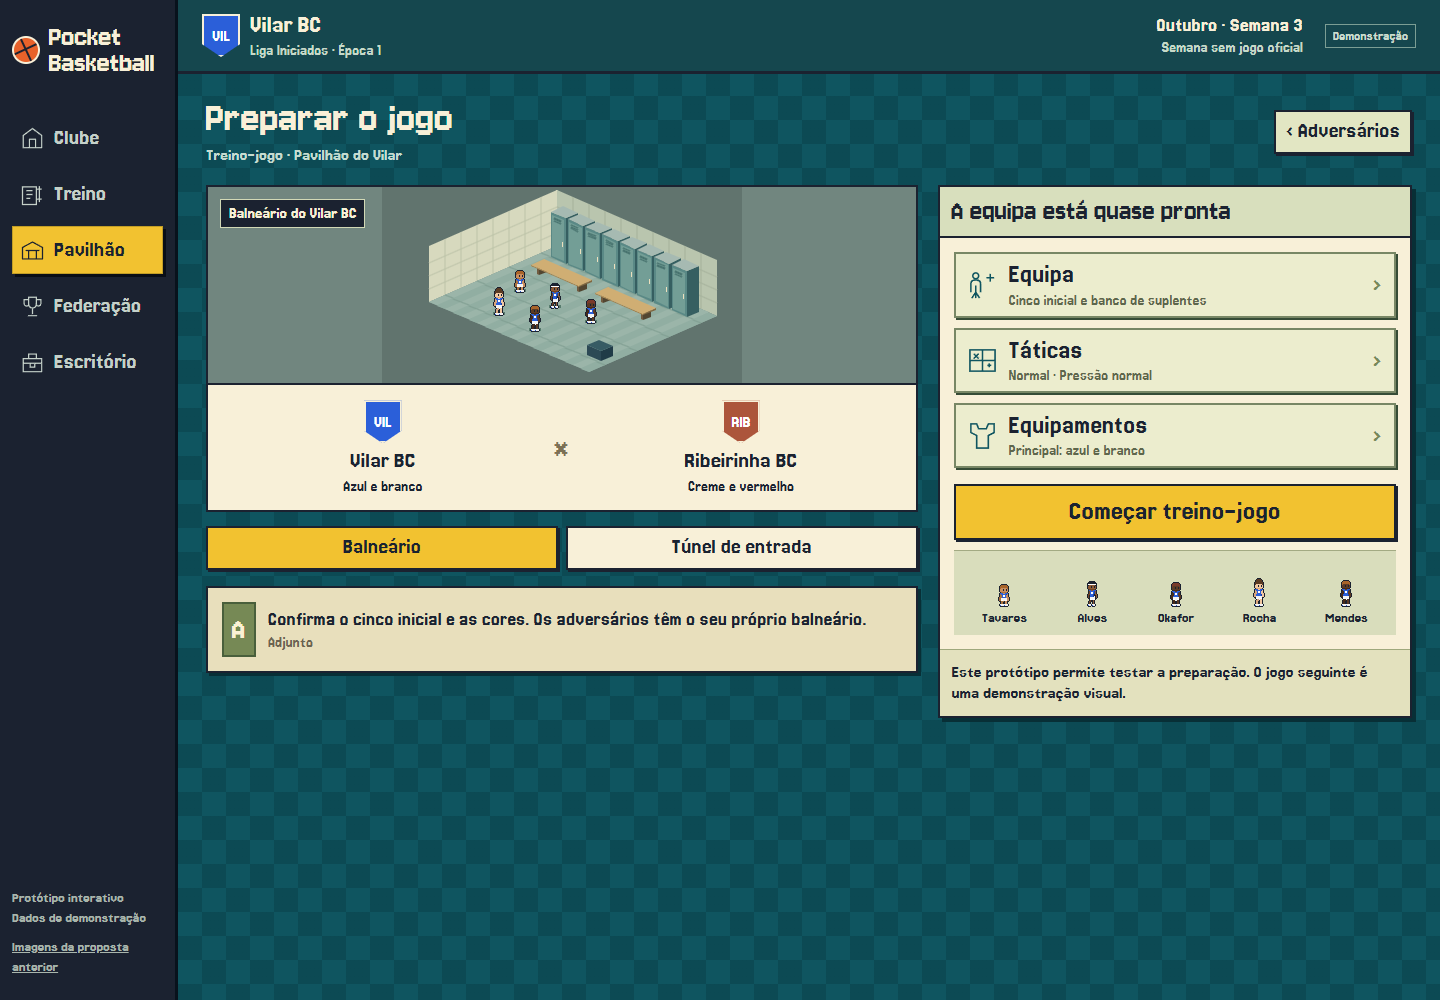 Pocket
Basketball
Clube
Treino
Pavilhão
Federação
Escritório
Protótipo interativo
Dados de demonstração
Imagens da proposta
anterior
VIL
Vilar BC
Liga Iniciados · Época 1
Outubro · Semana 3
Semana sem jogo oficial
Demonstração
Preparar o jogo
Treino-jogo · Pavilhão do Vilar
‹ Adversários
Balneário do Vilar BC
VIL
Vilar BC
Azul e branco
×
RIB
Ribeirinha BC
Creme e vermelho
Balneário
Túnel de entrada
A
Confirma o cinco inicial e as cores. Os adversários têm o seu próprio balneário.
Adjunto
A equipa está quase pronta
Equipa
Cinco inicial e banco de suplentes
Táticas
Normal · Pressão normal
Equipamentos
Principal: azul e branco
Começar treino-jogo
Tavares
Alves
Okafor
Rocha
Mendes
Este protótipo permite testar a preparação. O jogo seguinte é
uma demonstração visual.